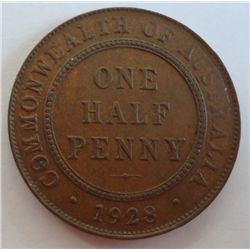 COMMONWEALTH OF AUSTRALIA
ONE
HALF
PENNY
· 1928 ·